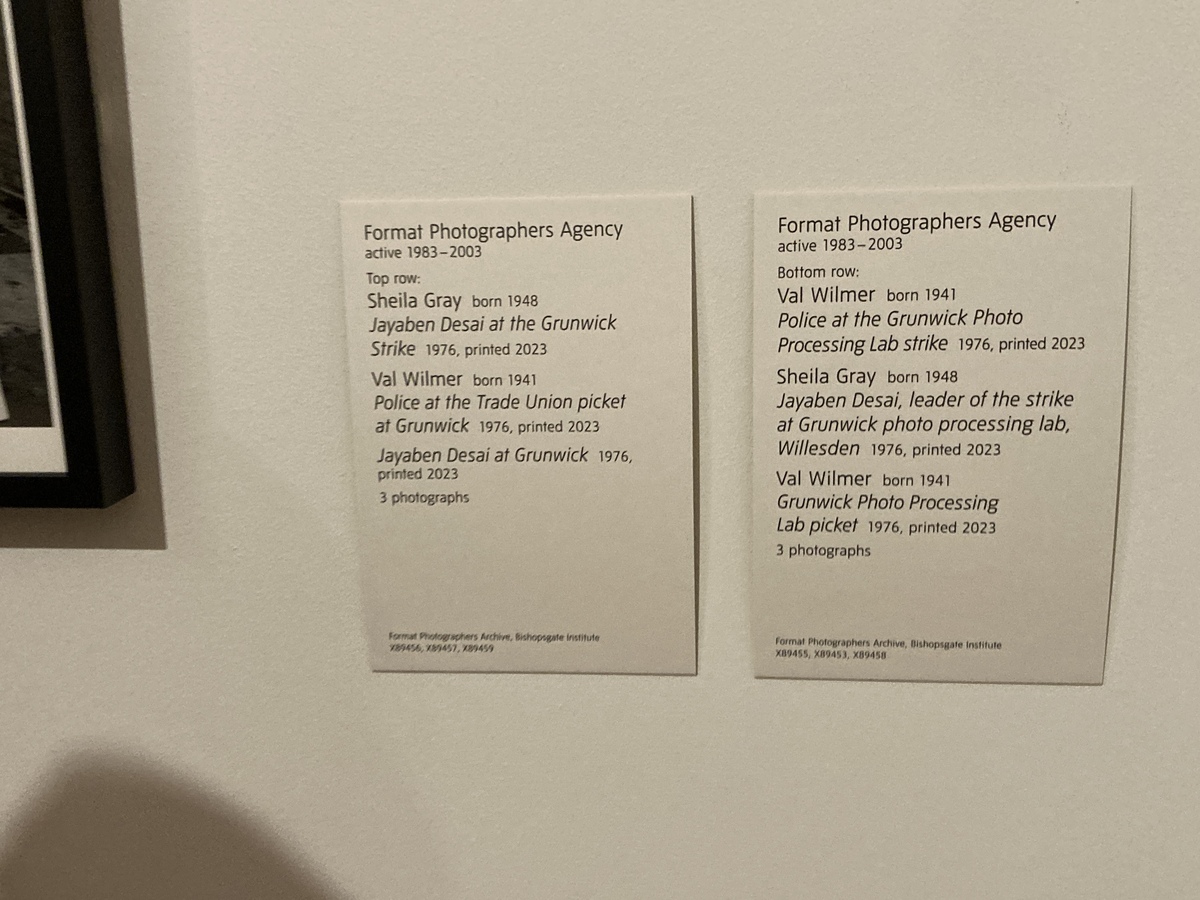 Format Photographers Agency
active 1983–2003
Top row:
Sheila Gray born 1948
Jayaben Desai at the Grunwick
Strike 1976, printed 2023
Val Wilmer born 1941
Police at the Trade Union picket
at Grunwick 1976, printed 2023
Jayaben Desai at Grunwick 1976,
printed 2023
3 photographs
Format Photographers Archive, Bishopsgate Institute
X89456, X89457, X89459
Format Photographers Agency
active 1983–2003
Bottom row:
Val Wilmer born 1941
Police at the Grunwick Photo
Processing Lab strike 1976, printed 2023
Sheila Gray born 1948
Jayaben Desai, leader of the strike
at Grunwick photo processing lab,
Willesden 1976, printed 2023
Val Wilmer born 1941
Grunwick Photo Processing
Lab picket 1976, printed 2023
3 photographs
Format Photographers Archive, Bishopsgate Institute
X89455, X89453, X89458